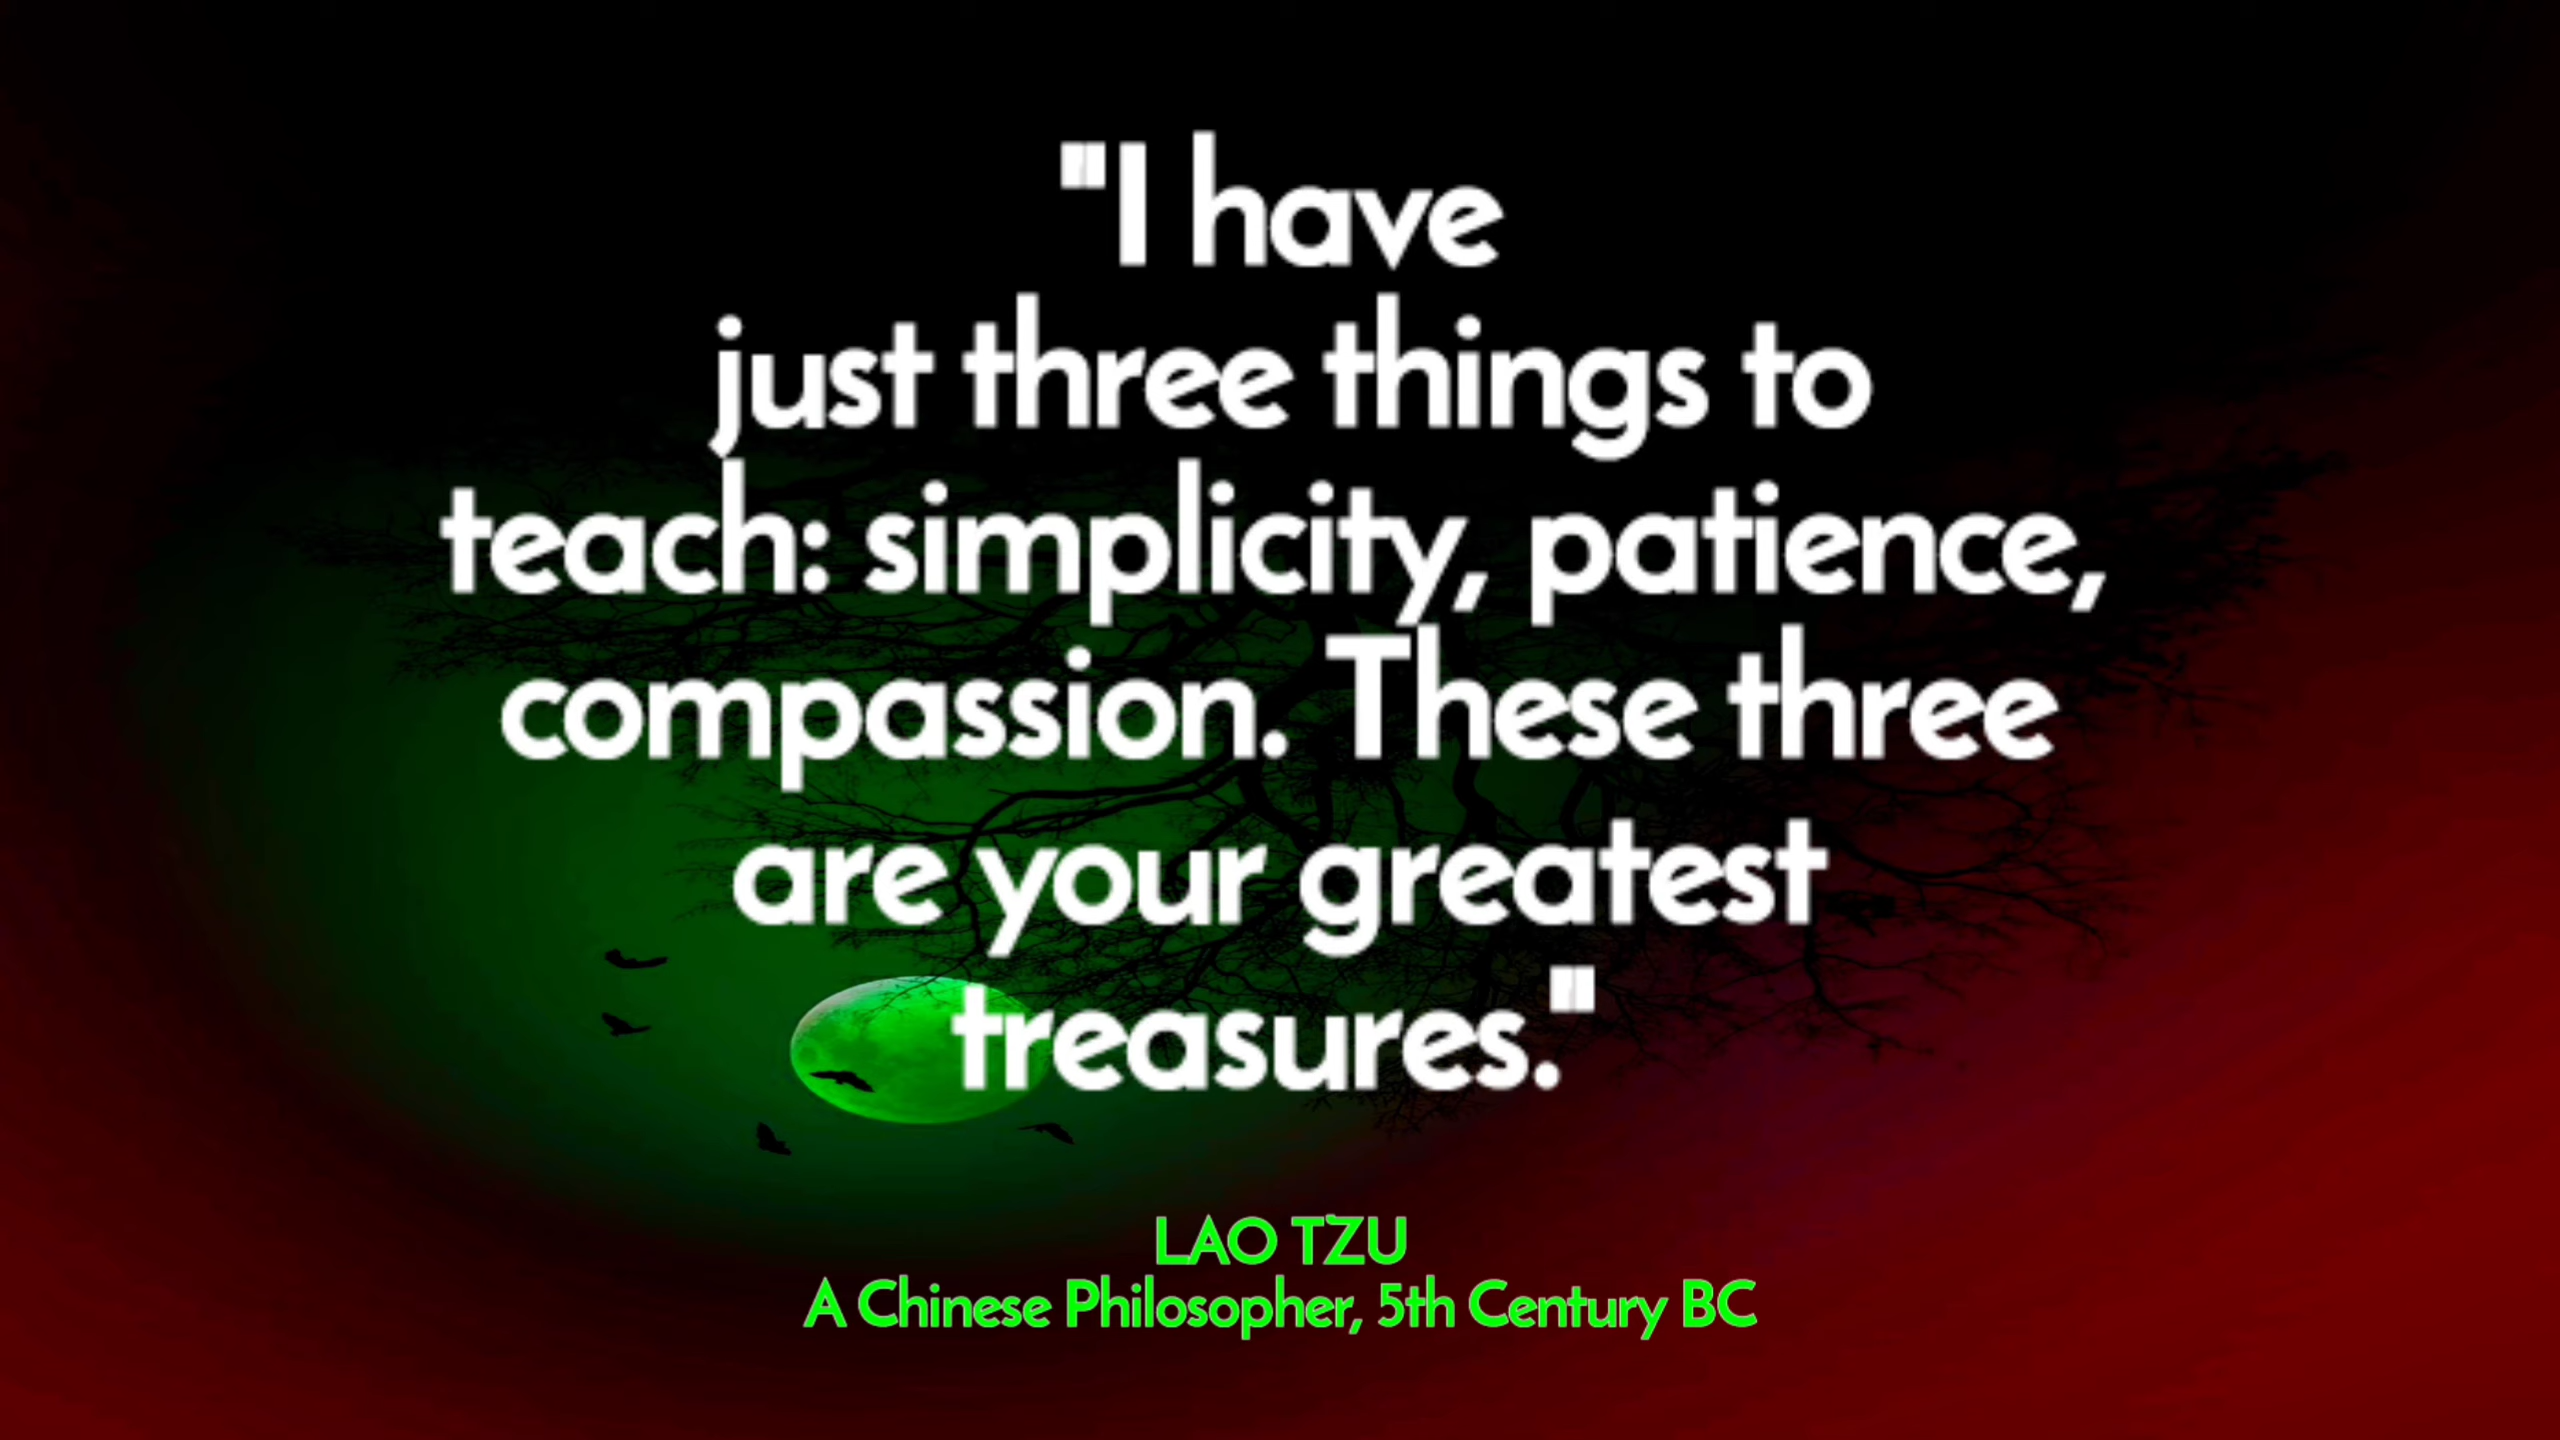 "I have
just three things to
teach: simplicity, patience,
compassion. These three
are your greatest
treasures."
LAO TZU
A Chinese Philosopher, 5th Century BC